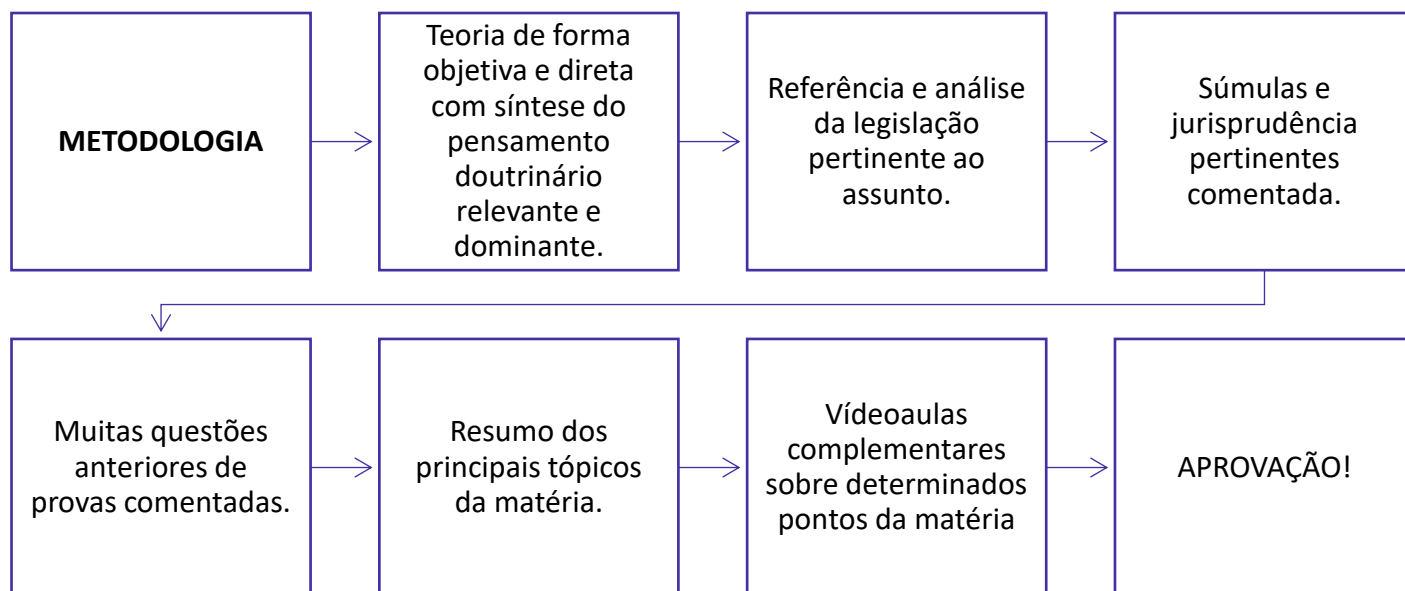 METODOLOGIA
Teoria de forma
objetiva e direta
com síntese do
pensamento
doutrinário
relevante e
dominante.
Referência e análise
da legislação
pertinente ao
assunto.
Súmulas e
jurisprudência
pertinentes
comentada.
Muitas questões
anteriores de
provas comentadas.
Resumo dos
principais tópicos
da matéria.
Vídeoaulas
complementares
sobre determinados
pontos da matéria
APROVAÇÃO!